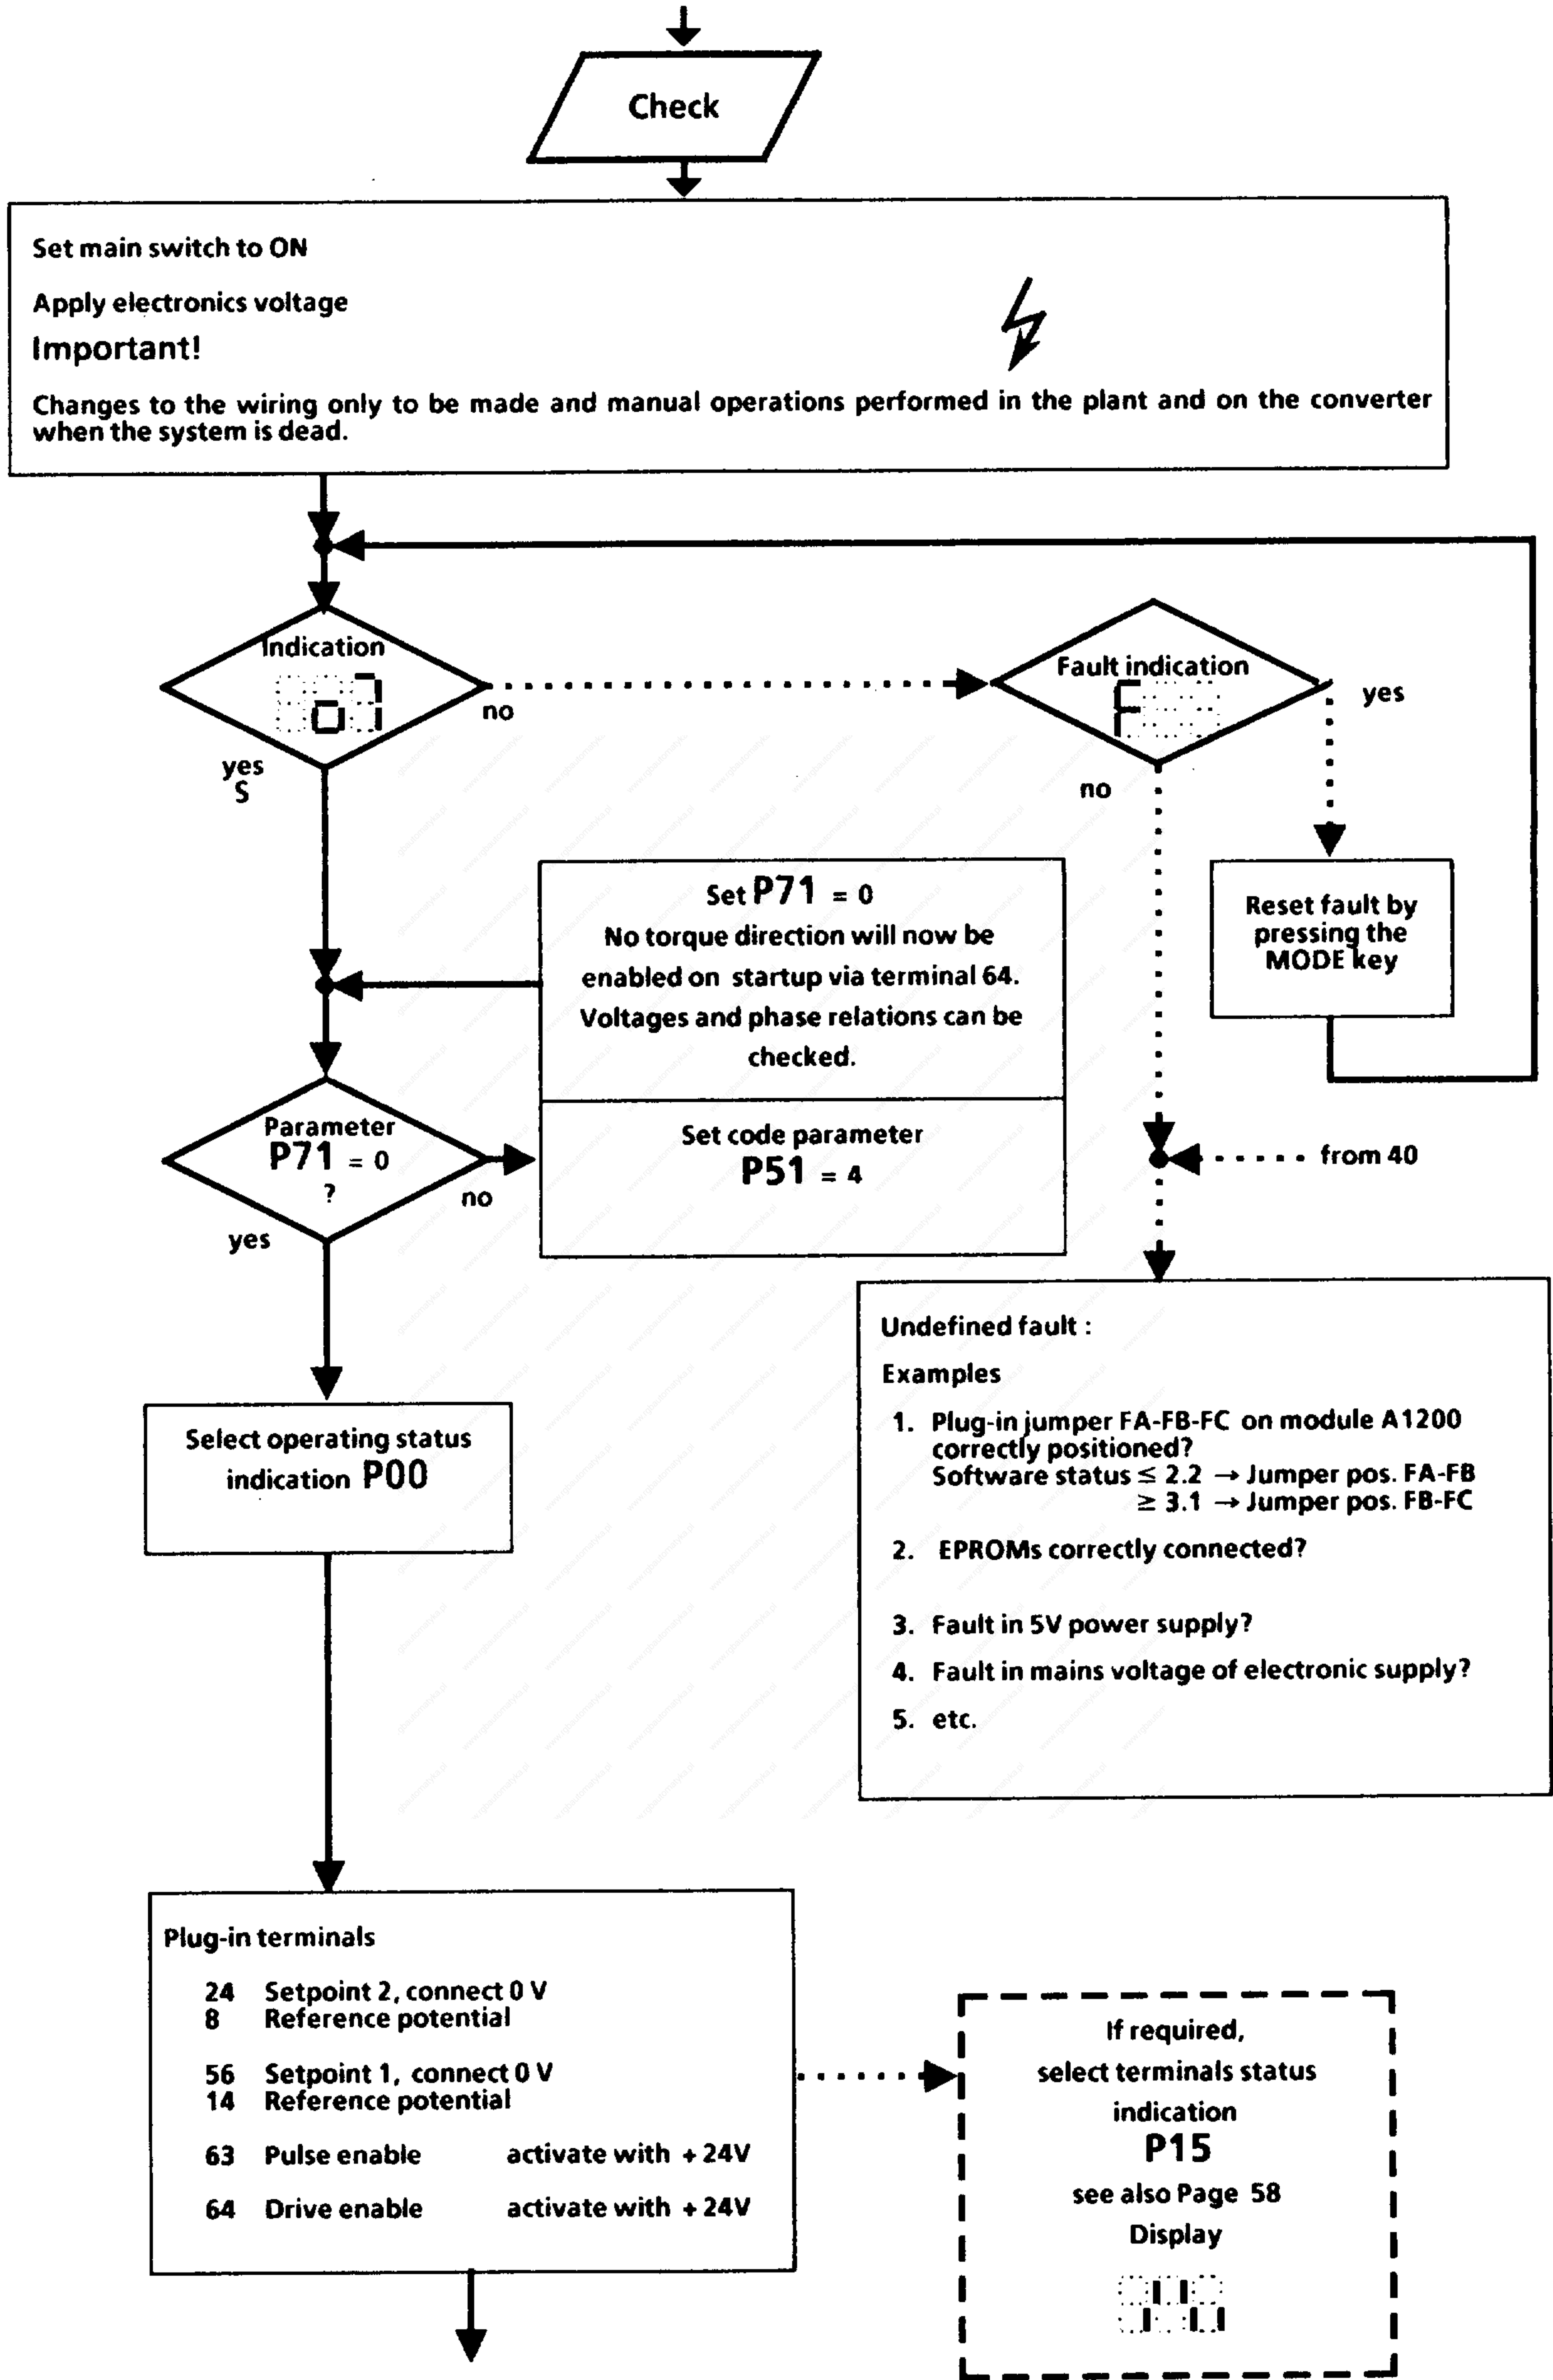 Check
Set main switch to ON
Apply electronics voltage
Important!
Changes to the wiring only to be made and manual operations performed in the plant and on the converter
when the system is dead.
Indication
o7
no
yes
S
Fault indication
F
yes
no
Reset fault by
pressing the
MODE key
Set P71 = 0
No torque direction will now be
enabled on startup via terminal 64.
Voltages and phase relations can be
checked.
Set code parameter
P51 = 4
Parameter
P71 = 0
?
no
yes
from 40
Undefined fault :
Examples
1. Plug-in jumper FA-FB-FC on module A1200
correctly positioned?
Software status ≤ 2.2 → Jumper pos. FA-FB
≥ 3.1 → Jumper pos. FB-FC
2. EPROMs correctly connected?
3. Fault in 5V power supply?
4. Fault in mains voltage of electronic supply?
5. etc.
Select operating status
indication P00
Plug-in terminals
24 Setpoint 2, connect 0 V
8 Reference potential
56 Setpoint 1, connect 0 V
14 Reference potential
63 Pulse enable activate with + 24V
64 Drive enable activate with + 24V
If required,
select terminals status
indication
P15
see also Page 58
Display